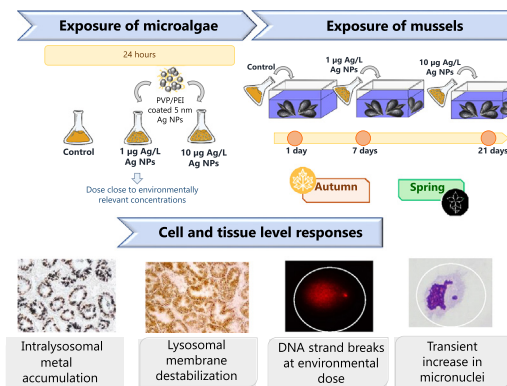 Exposure of microalgae
Exposure of mussels
24 hours
PVP/PEI
coated 5 nm
Ag NPs
Control
1 µg Ag/L
Ag NPs
10 µg Ag/L
Ag NPs
Dose close to environmentally
relevant concentrations
Control
1 µg Ag/L
Ag NPs
10 µg Ag/L
Ag NPs
1 day
7 days
21 days
Autumn
Spring
Cell and tissue level responses
Intralysosomal
metal
accumulation
Lysosomal
membrane
destabilization
DNA strand breaks
at environmental
dose
Transient
increase in
micronuclei